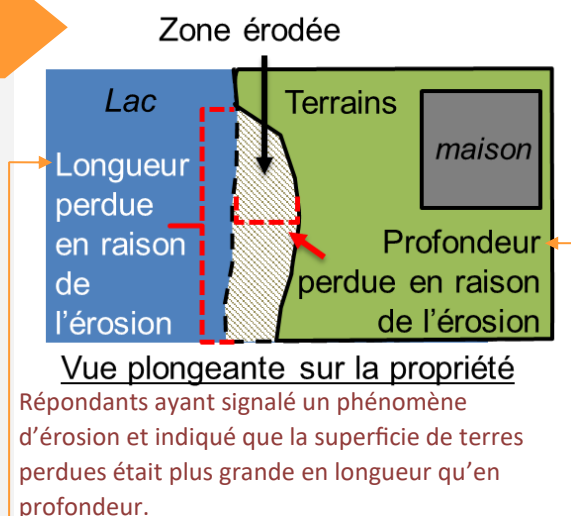 Zone érodée
Lac
Terrains
maison
Longueur
perdue
en raison
de
l’érosion
Profondeur
perdue en raison
de l’érosion
Vue plongeante sur la propriété
Répondants ayant signalé un phénomène
d’érosion et indiqué que la superficie de terres
perdues était plus grande en longueur qu’en
profondeur.